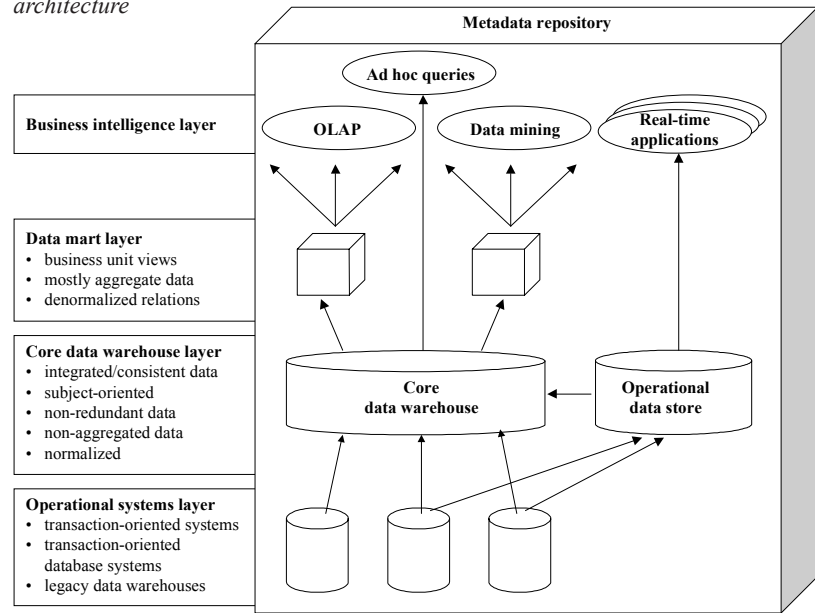 architecture
Metadata repository
Ad hoc queries
Business intelligence layer
OLAP
Data mining
Real-time
applications
Data mart layer
• business unit views
• mostly aggregate data
• denormalized relations
Core data warehouse layer
• integrated/consistent data
• subject-oriented
• non-redundant data
• non-aggregated data
• normalized
Core
data warehouse
Operational
data store
Operational systems layer
• transaction-oriented systems
• transaction-oriented
database systems
• legacy data warehouses